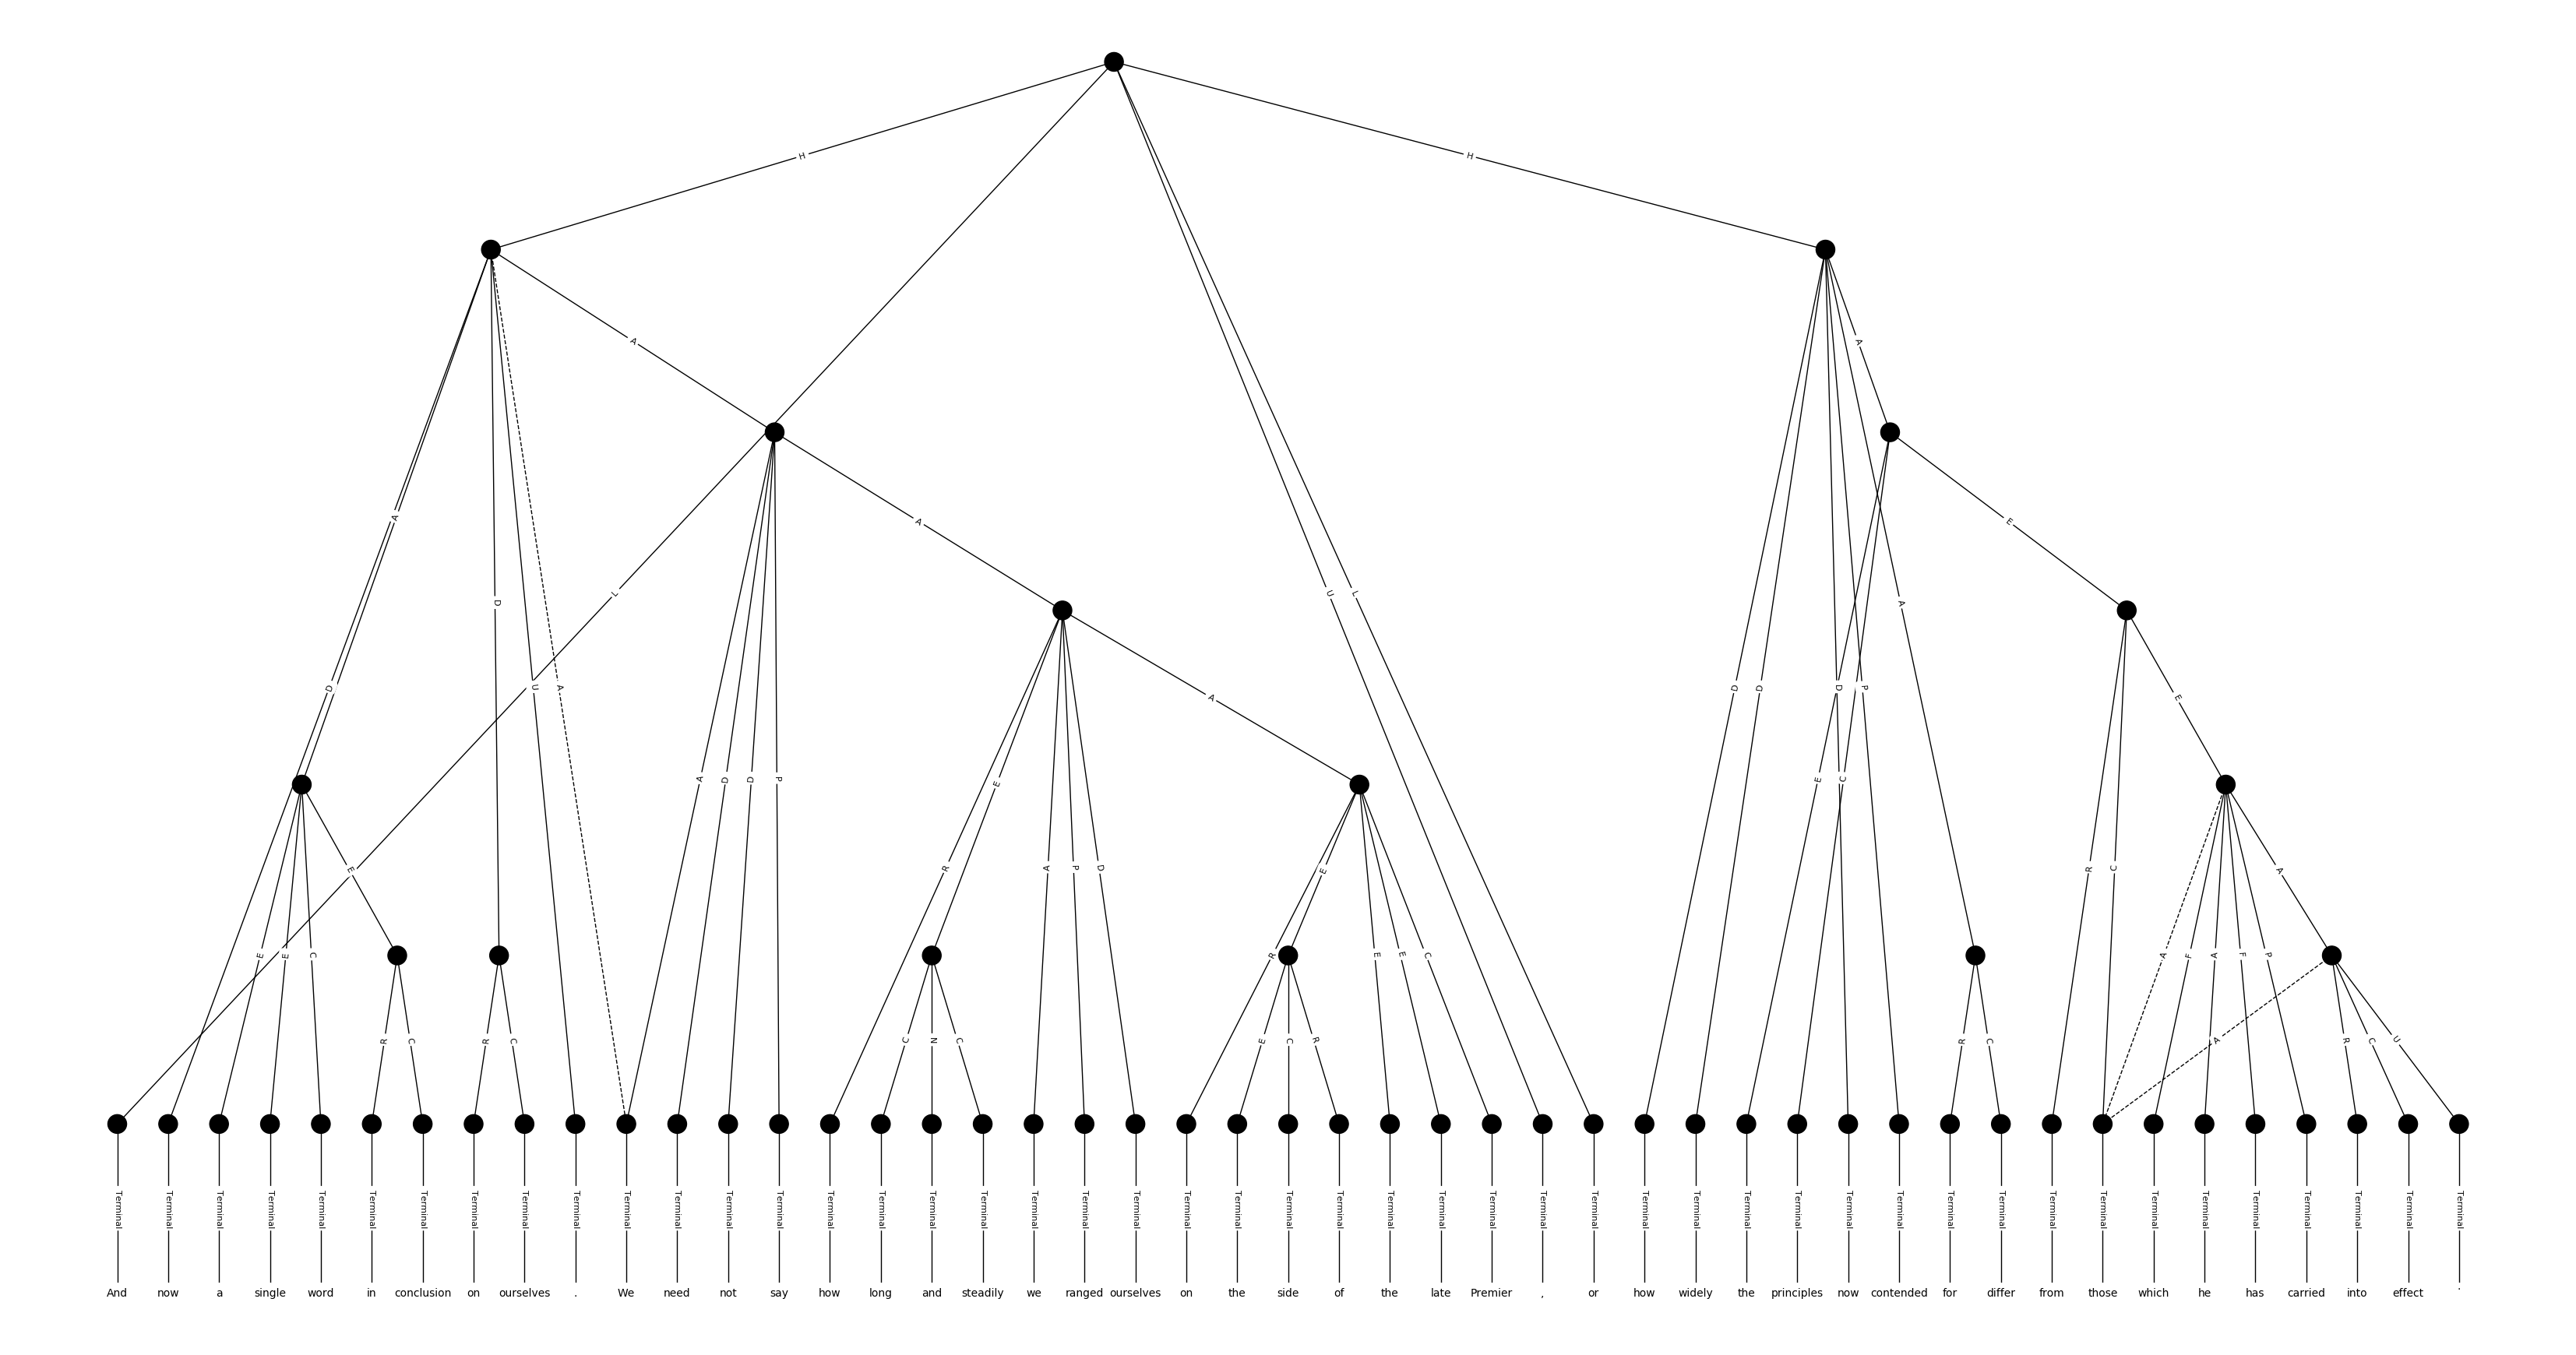 H H
A A
A E
D L U L
A D U A D D D P A
A D D P E C
R E A P D A R C E
E E E C R E E E C A F A F P A
R C R C C N C E C R R C A R C U
Terminal Terminal Terminal Terminal Terminal Terminal Terminal Terminal Terminal Terminal Terminal Terminal Terminal Terminal Terminal Terminal Terminal Terminal Terminal Terminal Terminal Terminal Terminal Terminal Terminal Terminal Terminal Terminal Terminal Terminal Terminal Terminal Terminal Terminal Terminal Terminal Terminal Terminal Terminal Terminal Terminal Terminal Terminal Terminal Terminal Terminal Terminal
And now a single word in conclusion on ourselves . We need not say how long and steadily we ranged ourselves on the side of the late Premier , or how widely the principles now contended for differ from those which he has carried into effect .